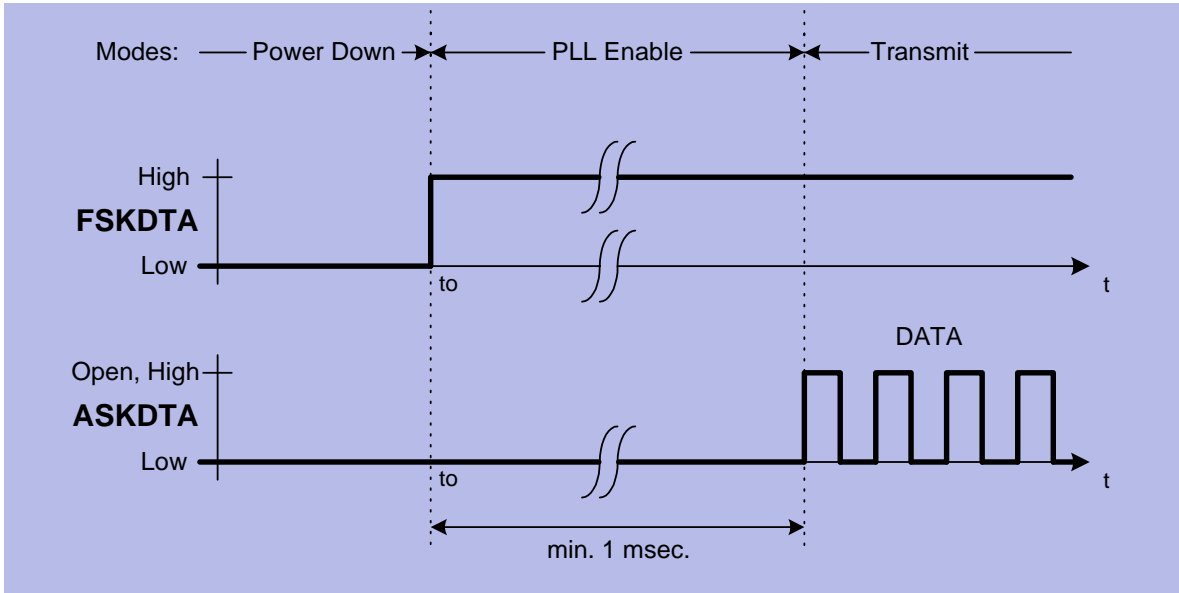 Modes: Power Down PLL Enable Transmit
High
FSKDTA
Low
to
t
DATA
Open, High
ASKDTA
Low
to
t
min. 1 msec.